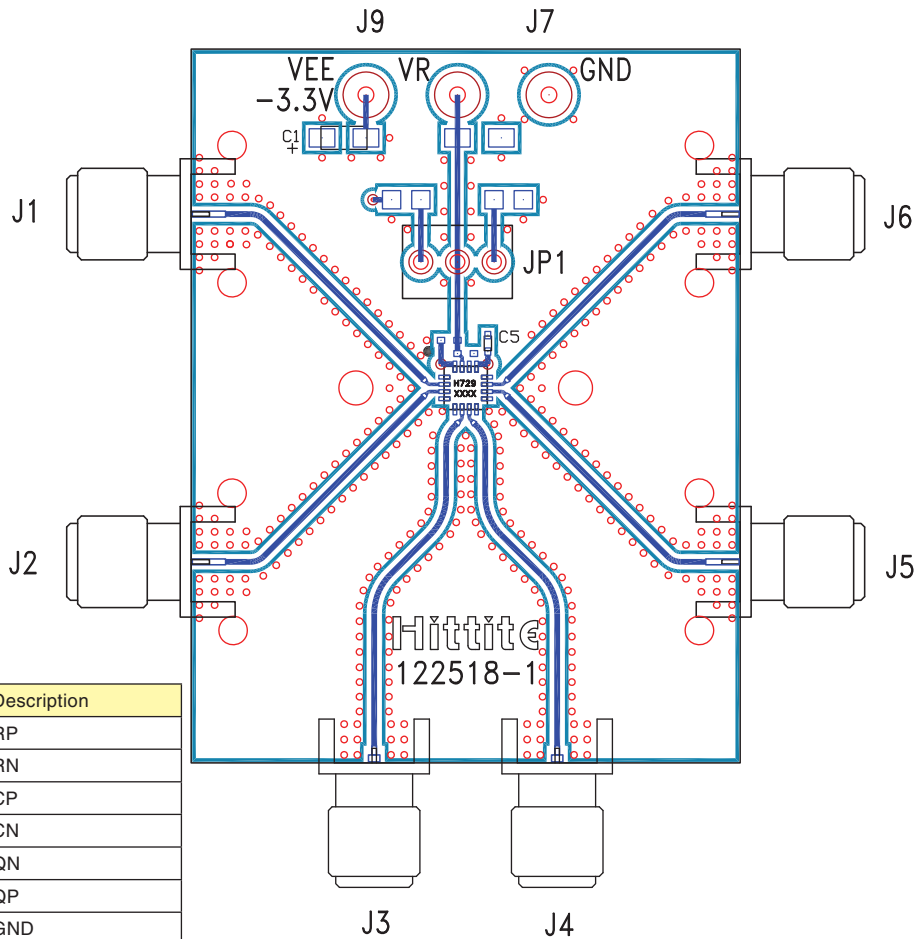 J9
J7
VEE
VR
GND
-3.3V
C1
+
J1
J6
JP1
C5
H729
XXXX
J2
J5
Hittite
122518-1
Description
RP
RN
CP
CN
QN
QP
GND
J3
J4